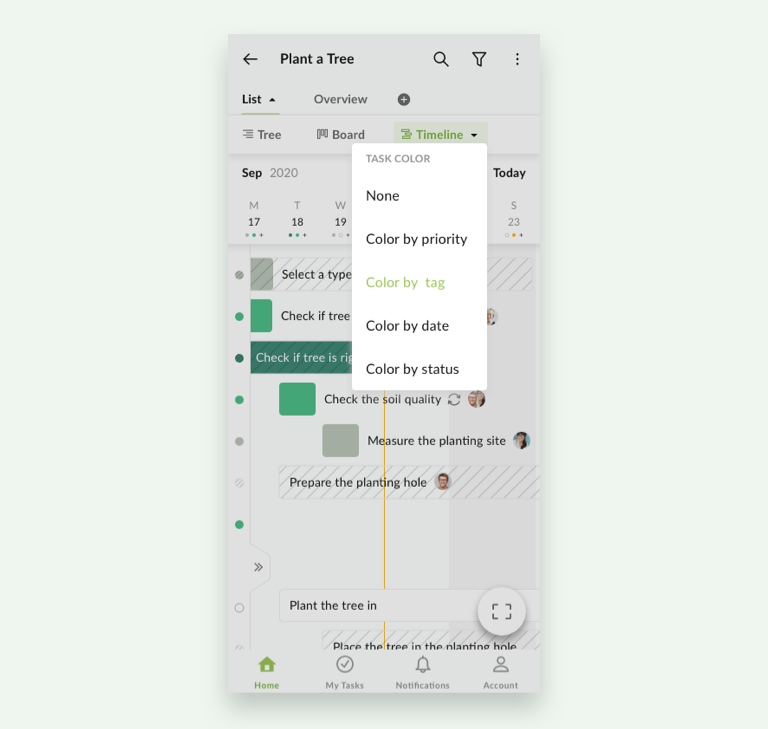 Plant a Tree
List Overview
Tree Board Timeline
TASK COLOR
Sep 2020 Today
M T W S
17 18 19 23
None
Color by priority
Color by tag
Color by date
Color by status
Select a type
Check if tree
Check if tree is rig
Check the soil quality
Measure the planting site
Prepare the planting hole
Plant the tree in
Place the tree in the planting hole
Home My Tasks Notifications Account